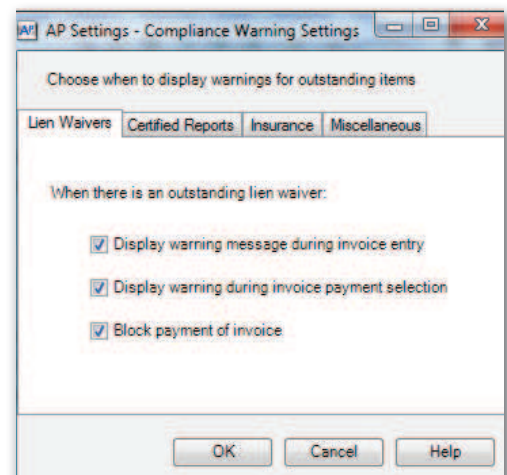 AP AP Settings - Compliance Warning Settings
Choose when to display warnings for outstanding items
Lien Waivers Certified Reports Insurance Miscellaneous
When there is an outstanding lien waiver:
Display warning message during invoice entry
Display warning during invoice payment selection
Block payment of invoice
OK Cancel Help